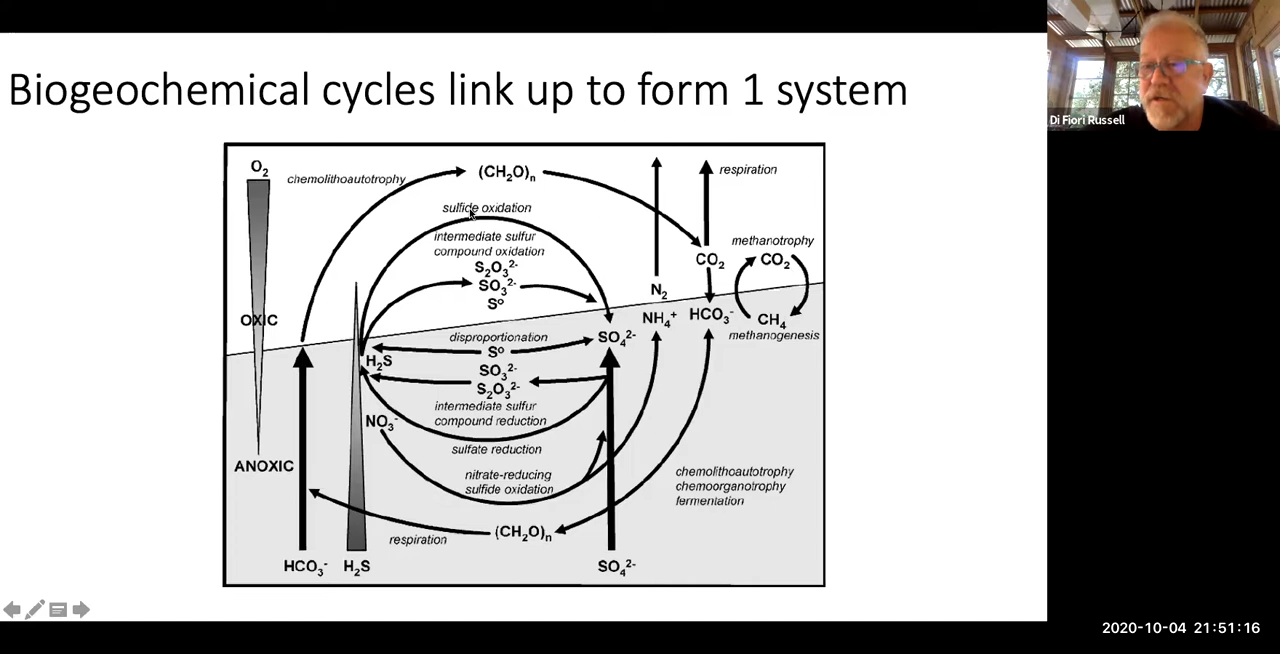 Biogeochemical cycles link up to form 1 system
Di Fiori Russell
O₂
chemolithoautotrophy
(CH₂O)ₙ
respiration
sulfide oxidation
intermediate sulfur
compound oxidation
S₂O₃²⁻
SO₃²⁻
S⁰
methanotrophy
CO₂
CO₂
N₂
OXIC
NH₄⁺
HCO₃⁻
CH₄
methanogenesis
disproportionation
SO₄²⁻
S⁰
H₂S
SO₃²⁻
S₂O₃²⁻
intermediate sulfur
compound reduction
NO₃⁻
sulfate reduction
ANOXIC
nitrate-reducing
sulfide oxidation
chemolithoautotrophy
chemoorganotrophy
fermentation
(CH₂O)ₙ
respiration
HCO₃⁻
H₂S
SO₄²⁻
2020-10-04 21:51:16